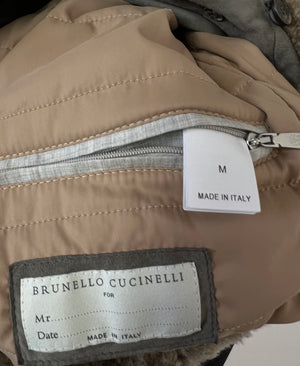 M
MADE IN ITALY
BRUNELLO CUCINELLI
FOR
Mr.
Date
MADE IN ITALY